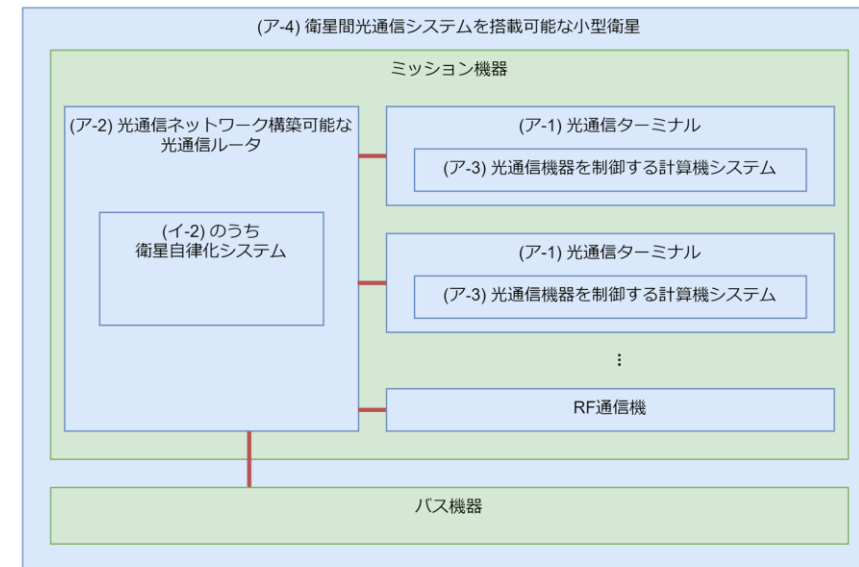 (ア-4) 衛星間光通信システムを搭載可能な小型衛星
ミッション機器
(ア-2) 光通信ネットワーク構築可能な
光通信ルータ
(イ-2) のうち
衛星自律化システム
(ア-1) 光通信ターミナル
(ア-3) 光通信機器を制御する計算機システム
(ア-1) 光通信ターミナル
(ア-3) 光通信機器を制御する計算機システム
⋮
RF通信機
バス機器